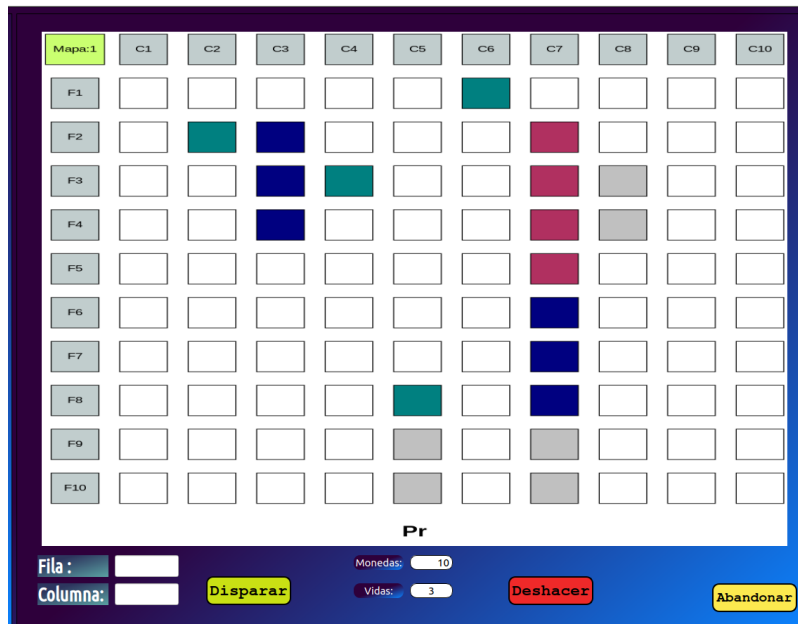 Mapa:1 C1 C2 C3 C4 C5 C6 C7 C8 C9 C10
F1
F2
F3
F4
F5
F6
F7
F8
F9
F10
Pr
Fila : Monedas: 10
Columna: Disparar Vidas: 3 Deshacer Abandonar